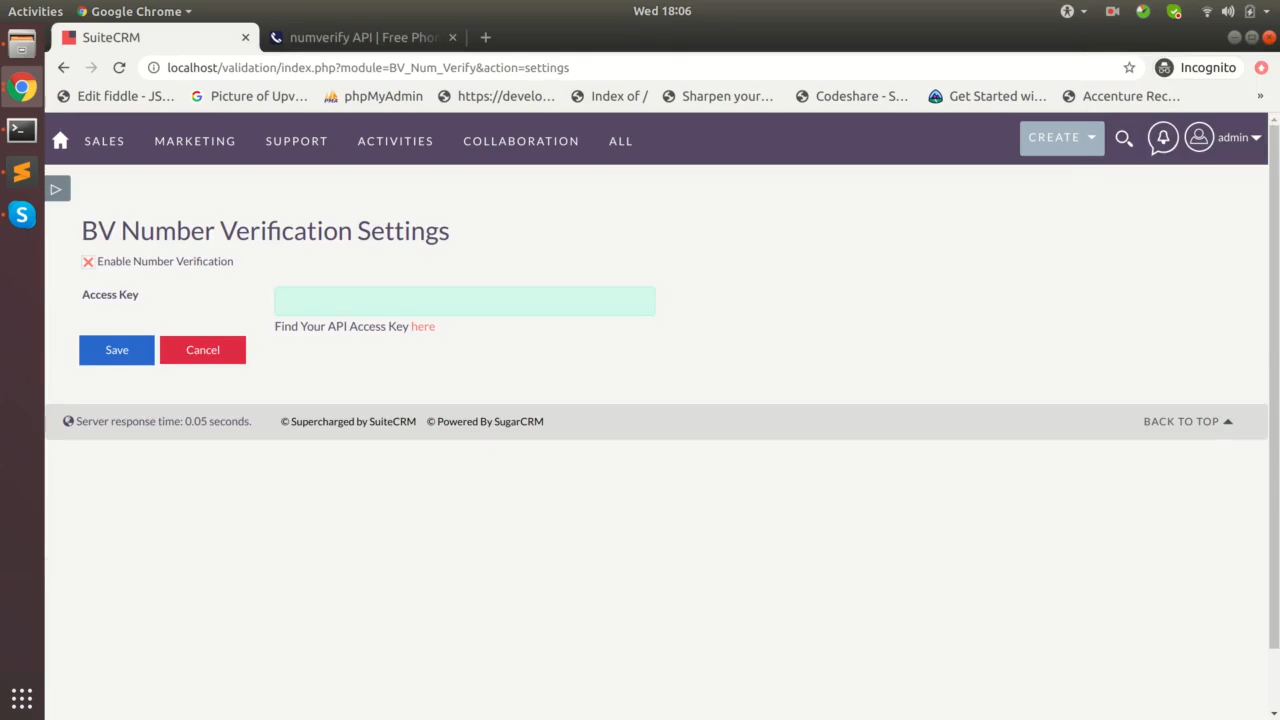 Activities Google Chrome Wed 18:06
SuiteCRM numverify API | Free Phon
localhost/validation/index.php?module=BV_Num_Verify&action=settings Incognito
Edit fiddle - JS... Picture of Upv... phpMyAdmin https://develo... Index of / Sharpen your... Codeshare - S... Get Started wi... Accenture Rec... »
SALES MARKETING SUPPORT ACTIVITIES COLLABORATION ALL CREATE admin
BV Number Verification Settings
Enable Number Verification
Access Key
Find Your API Access Key here
Save Cancel
Server response time: 0.05 seconds. © Supercharged by SuiteCRM © Powered By SugarCRM BACK TO TOP